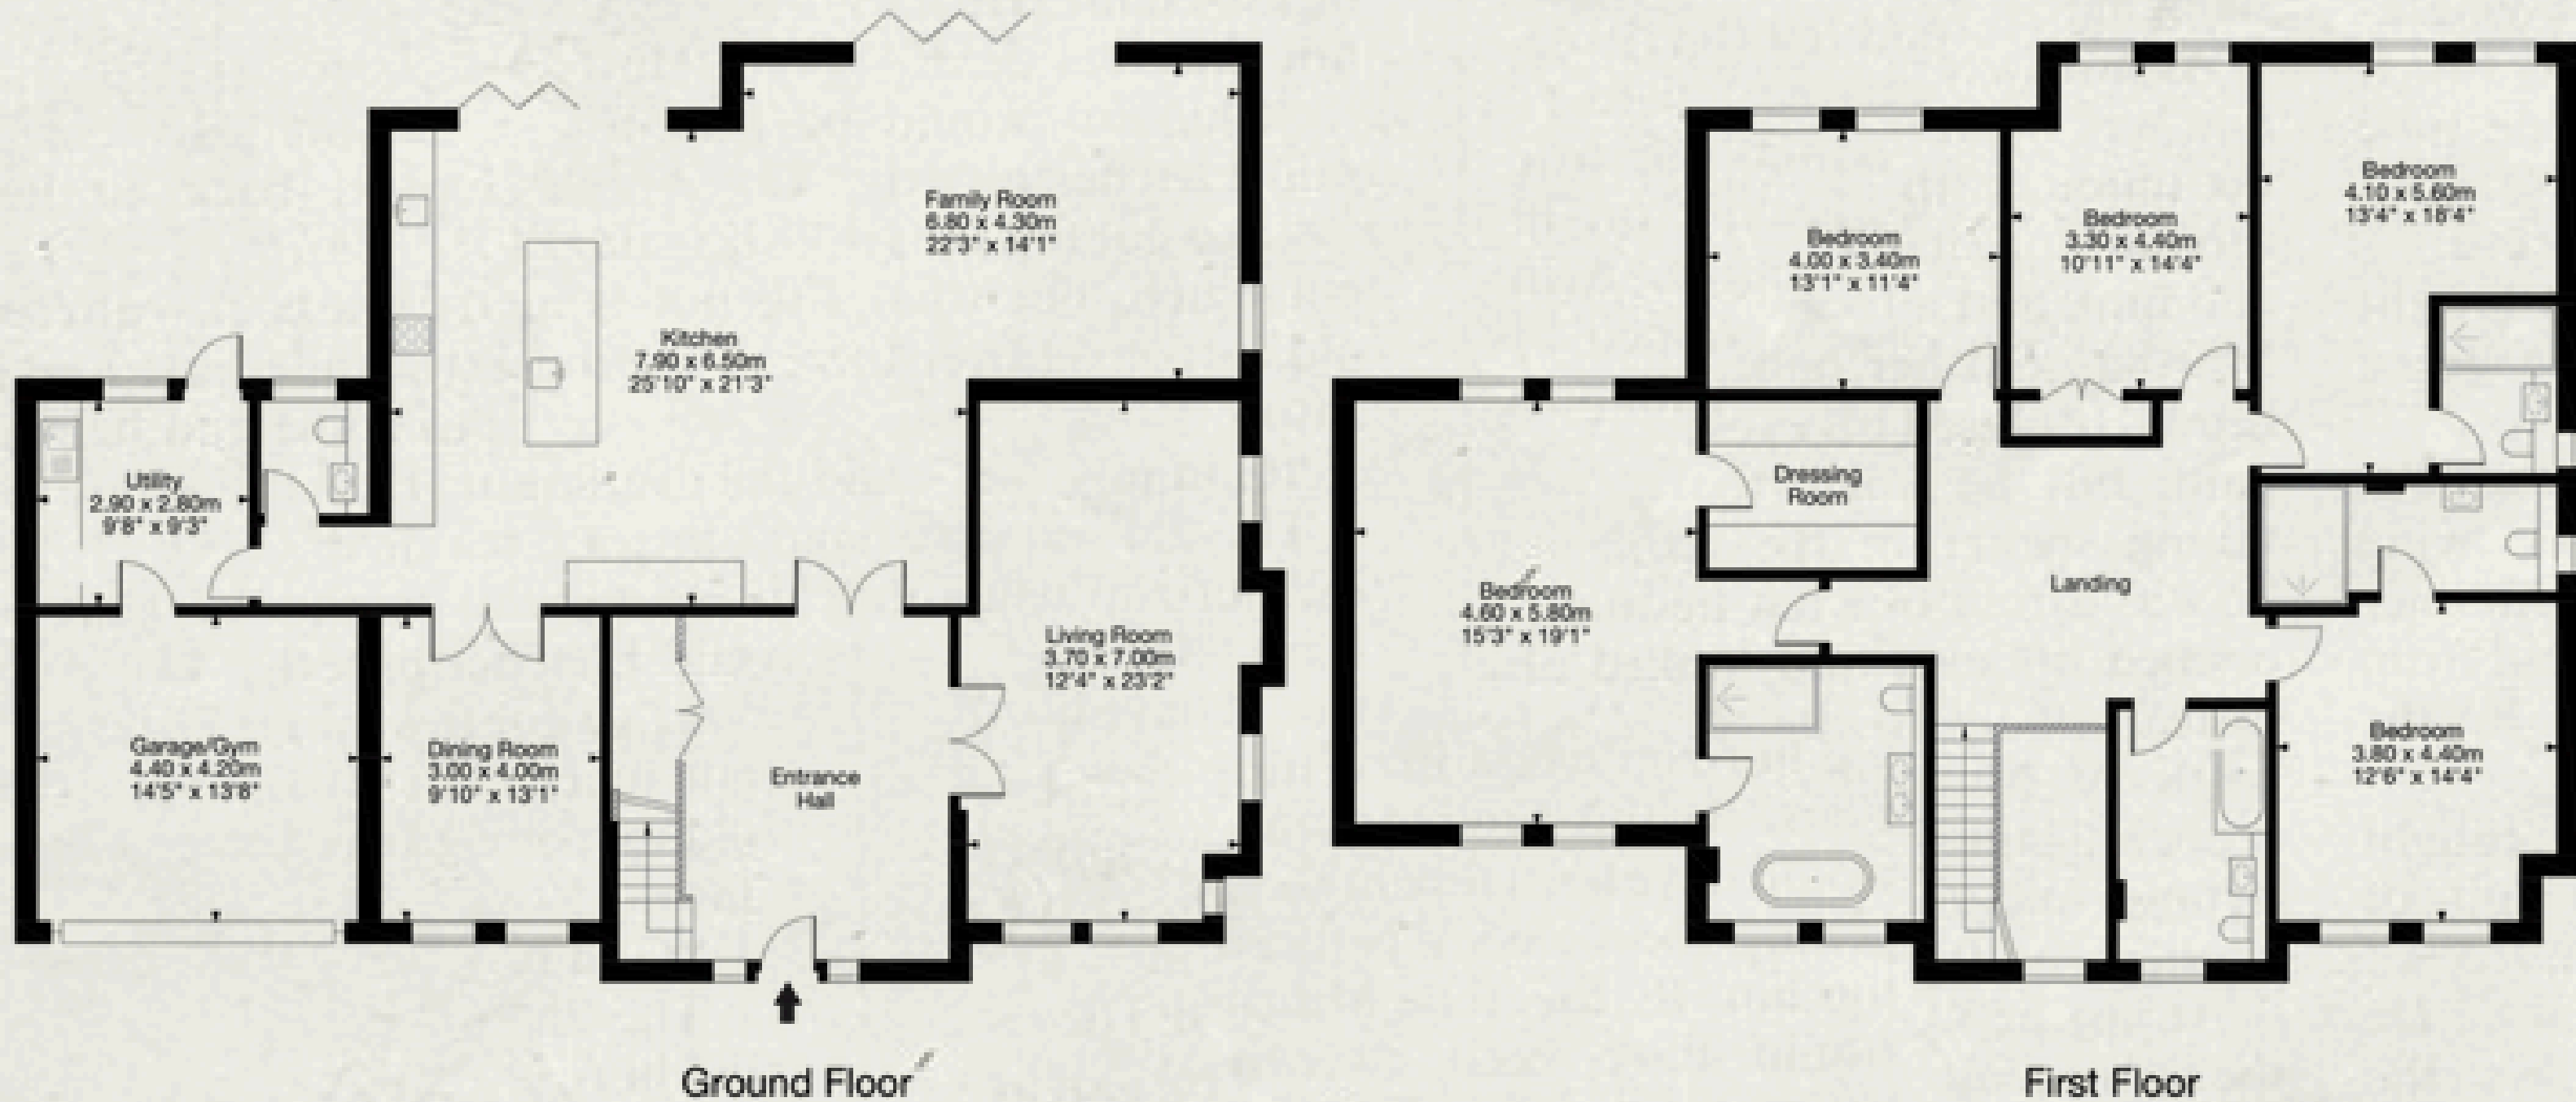 Family Room
6.80 x 4.30m
22'3" x 14'1"
Kitchen
7.90 x 6.50m
25'10" x 21'3"
Utility
2.90 x 2.80m
9'8" x 9'3"
Living Room
3.70 x 7.00m
12'4" x 23'2"
Garage/Gym
4.40 x 4.20m
14'5" x 13'8"
Dining Room
3.00 x 4.00m
9'10" x 13'1"
Entrance
Hall
Ground Floor
Bedroom
4.10 x 5.60m
13'4" x 18'4"
Bedroom
3.30 x 4.40m
10'11" x 14'4"
Bedroom
4.00 x 3.40m
13'1" x 11'4"
Dressing
Room
Bedroom
4.60 x 5.80m
15'3" x 19'1"
Landing
Bedroom
3.80 x 4.40m
12'6" x 14'4"
First Floor